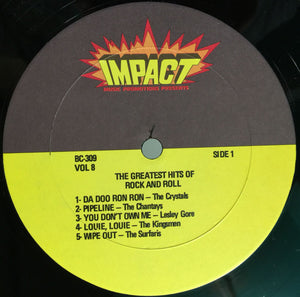 IMPACT
MUSIC PROMOTIONS PRESENTS
BC-309
VOL 8
SIDE 1
THE GREATEST HITS OF
ROCK AND ROLL
1- DA DOO RON RON – The Crystals
2- PIPELINE – The Chantays
3- YOU DON'T OWN ME – Lesley Gore
4- LOUIE, LOUIE – The Kingsmen
5- WIPE OUT – The Surfaris